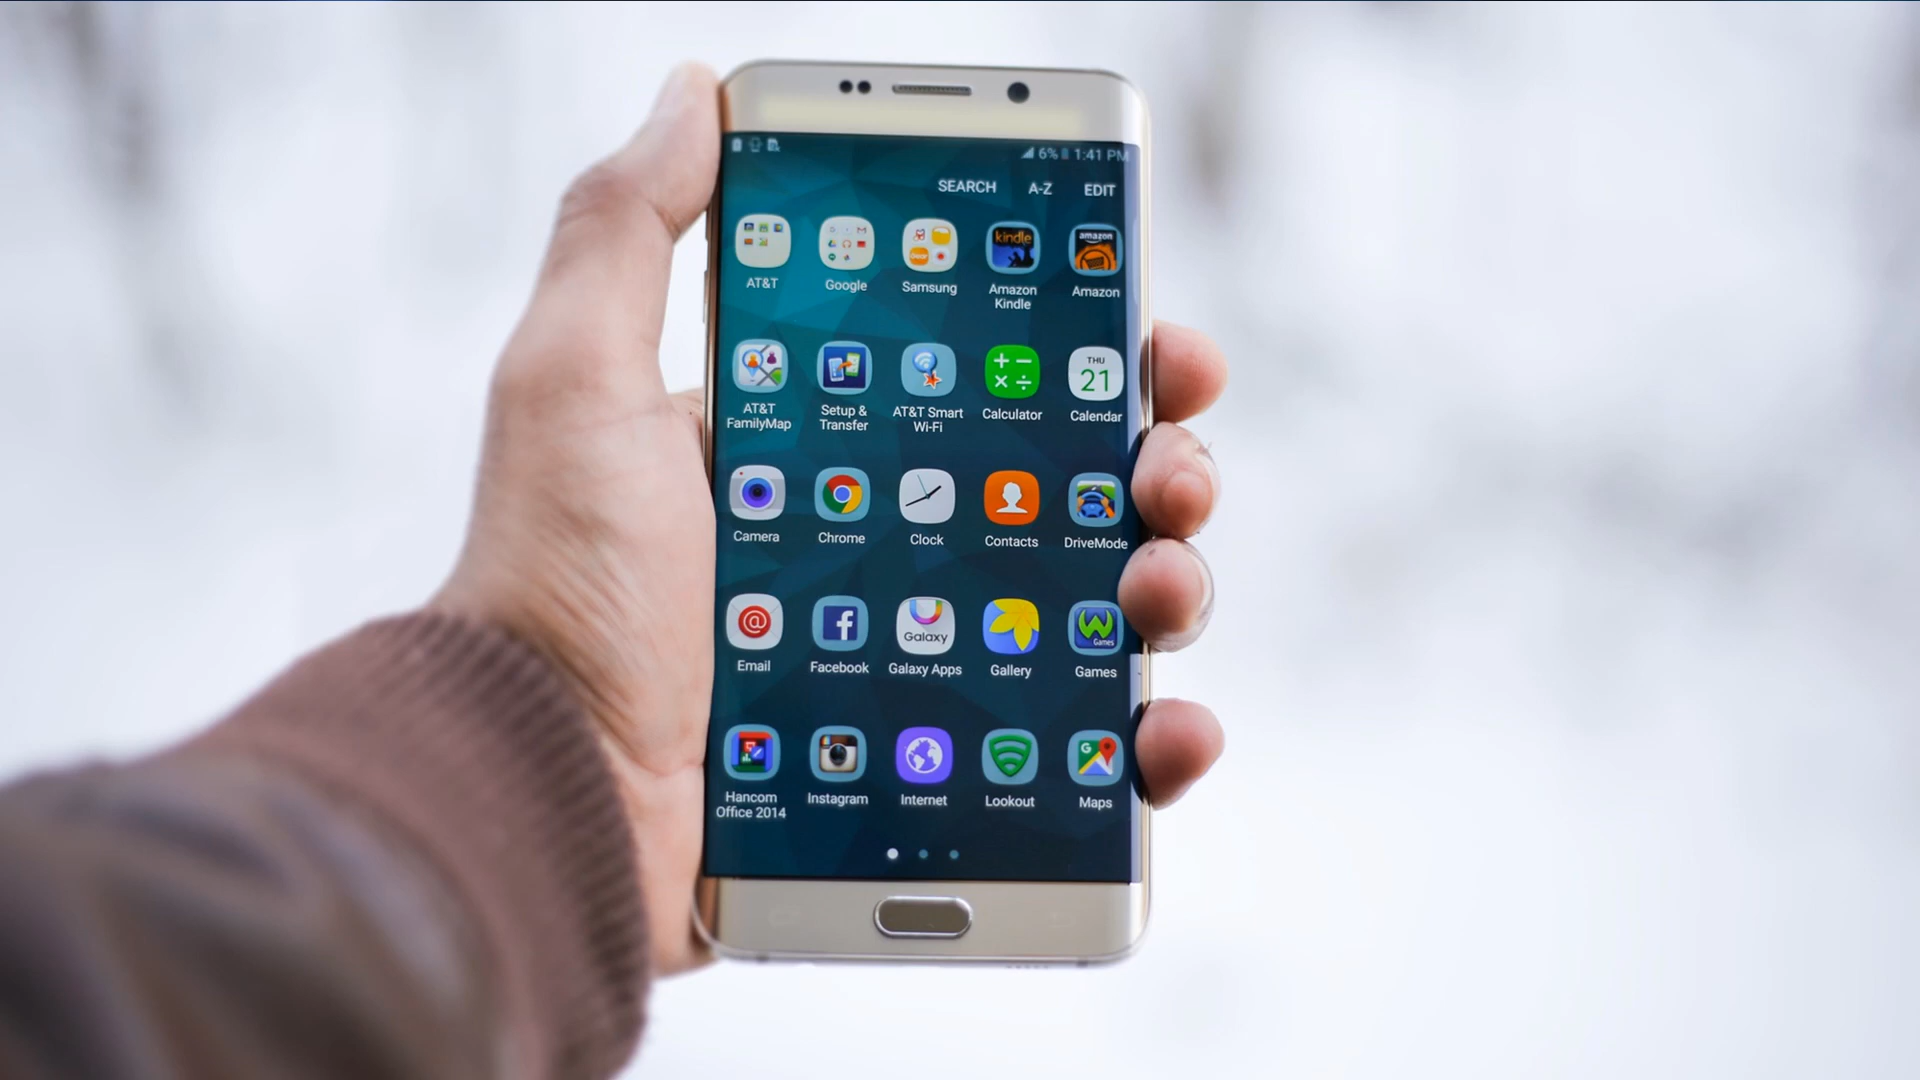 6% 1:41 PM
SEARCH A-Z EDIT
kindle amazon
AT&T Google Samsung Amazon Kindle Amazon
THU
21
AT&T FamilyMap Setup & Transfer AT&T Smart Wi-Fi Calculator Calendar
Camera Chrome Clock Contacts DriveMode
@ f Galaxy W Games
Email Facebook Galaxy Apps Gallery Games
G
Hancom Office 2014 Instagram Internet Lookout Maps